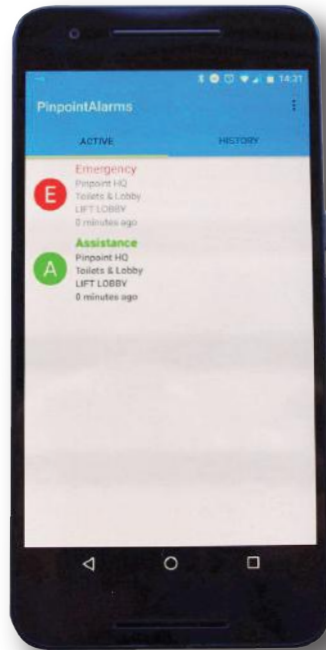 14:31
PinpointAlarms
ACTIVE HISTORY
Emergency
E
Pinpoint HQ
Toilets & Lobby
LIFT LOBBY
0 minutes ago
Assistance
A
Pinpoint HQ
Toilets & Lobby
LIFT LOBBY
0 minutes ago